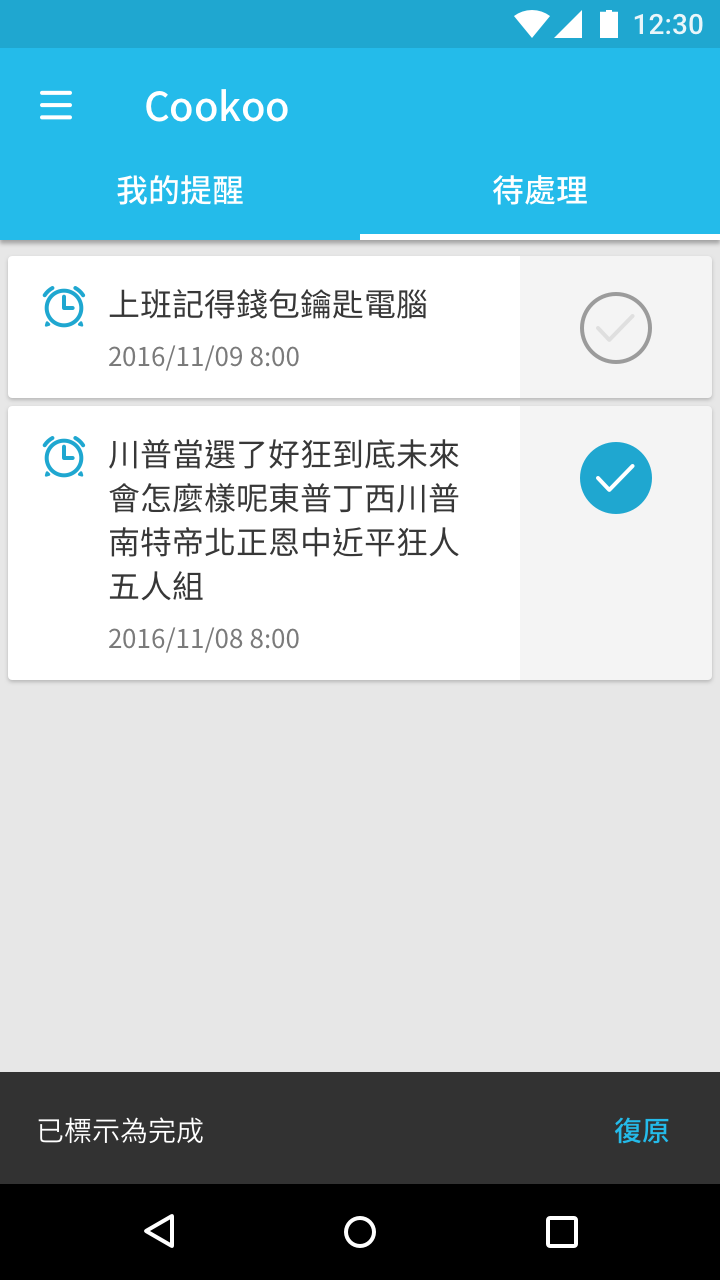 12:30
Cookoo
我的提醒
待處理
上班記得錢包鑰匙電腦
2016/11/09 8:00
川普當選了好狂到底未來
會怎麼樣呢東普丁西川普
南特帝北正恩中近平狂人
五人組
2016/11/08 8:00
已標示為完成
復原